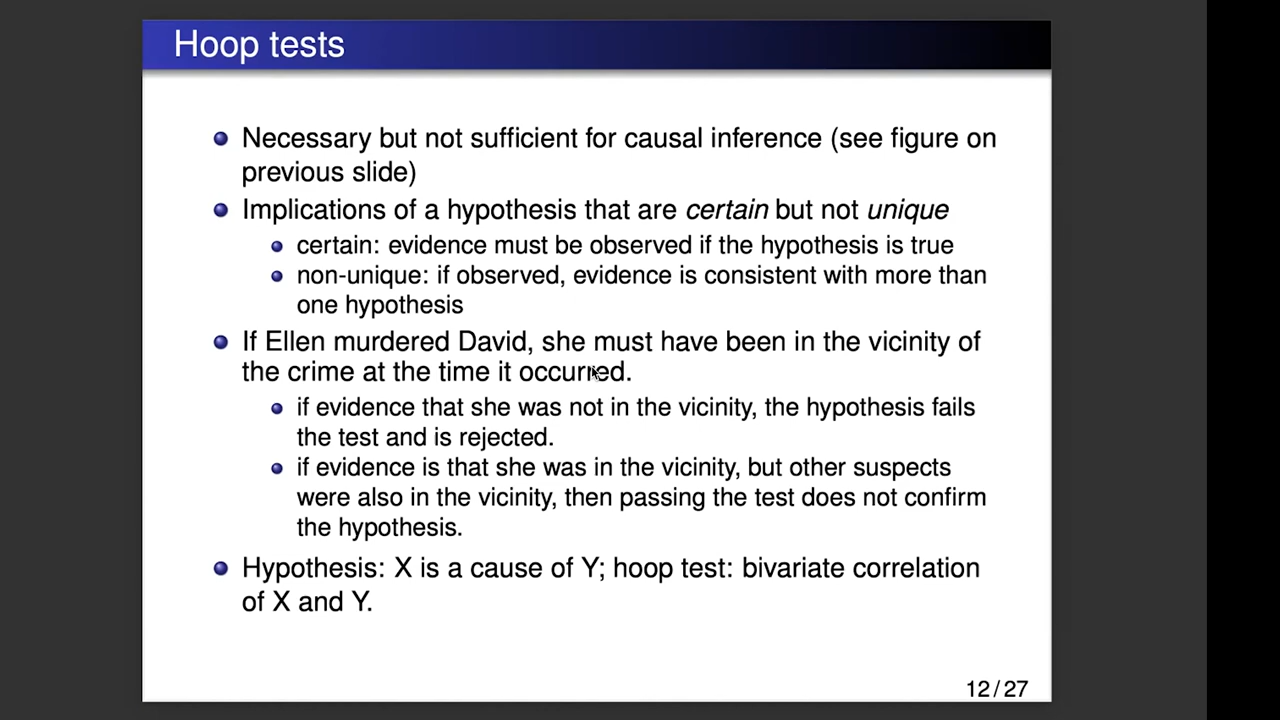 Hoop tests
Necessary but not sufficient for causal inference (see figure on
previous slide)
Implications of a hypothesis that are certain but not unique
certain: evidence must be observed if the hypothesis is true
non-unique: if observed, evidence is consistent with more than
one hypothesis
If Ellen murdered David, she must have been in the vicinity of
the crime at the time it occurred.
if evidence that she was not in the vicinity, the hypothesis fails
the test and is rejected.
if evidence is that she was in the vicinity, but other suspects
were also in the vicinity, then passing the test does not confirm
the hypothesis.
Hypothesis: X is a cause of Y; hoop test: bivariate correlation
of X and Y.
12 / 27